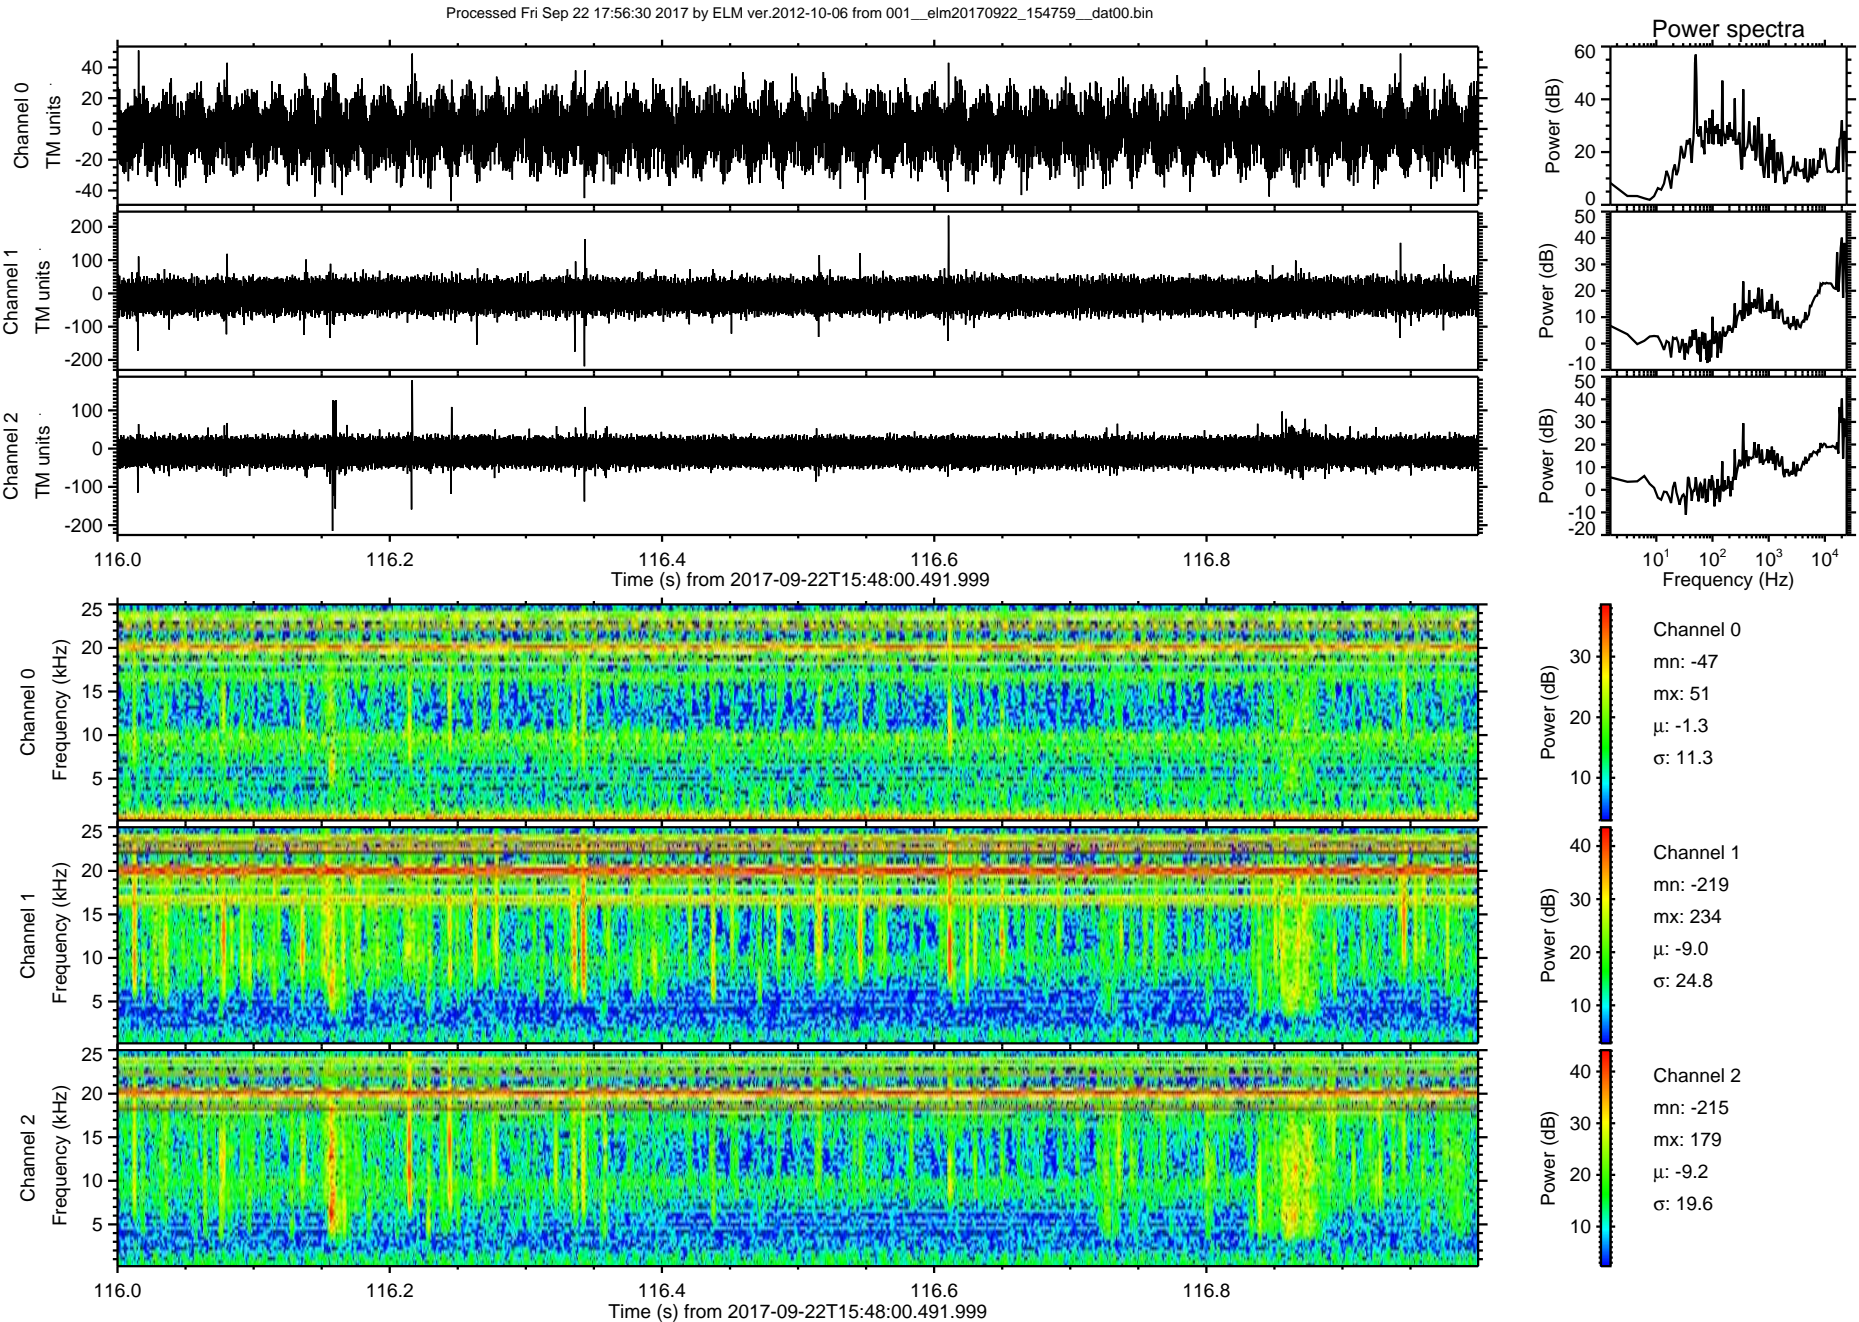 Processed Fri Sep 22 17:56:30 2017 by ELM ver.2012-10-06 from 001__elm20170922_154759__dat00.bin
Power spectra
Channel 0
TM units
40
20
0
-20
-40
Power (dB)
60
40
20
0
Channel 1
TM units
200
100
0
-100
-200
Power (dB)
50
40
30
20
10
0
-10
Channel 2
TM units
100
0
-100
-200
Power (dB)
50
40
30
20
10
0
-10
-20
116.0 116.2 116.4 116.6 116.8
Time (s) from 2017-09-22T15:48:00.491.999
10^1 10^2 10^3 10^4
Frequency (Hz)
Channel 0
Frequency (kHz)
25
20
15
10
5
Power (dB)
30
20
10
Channel 0
mn: -47
mx: 51
μ: -1.3
σ: 11.3
Channel 1
Frequency (kHz)
25
20
15
10
5
Power (dB)
40
30
20
10
Channel 1
mn: -219
mx: 234
μ: -9.0
σ: 24.8
Channel 2
Frequency (kHz)
25
20
15
10
5
Power (dB)
40
30
20
10
Channel 2
mn: -215
mx: 179
μ: -9.2
σ: 19.6
116.0 116.2 116.4 116.6 116.8
Time (s) from 2017-09-22T15:48:00.491.999